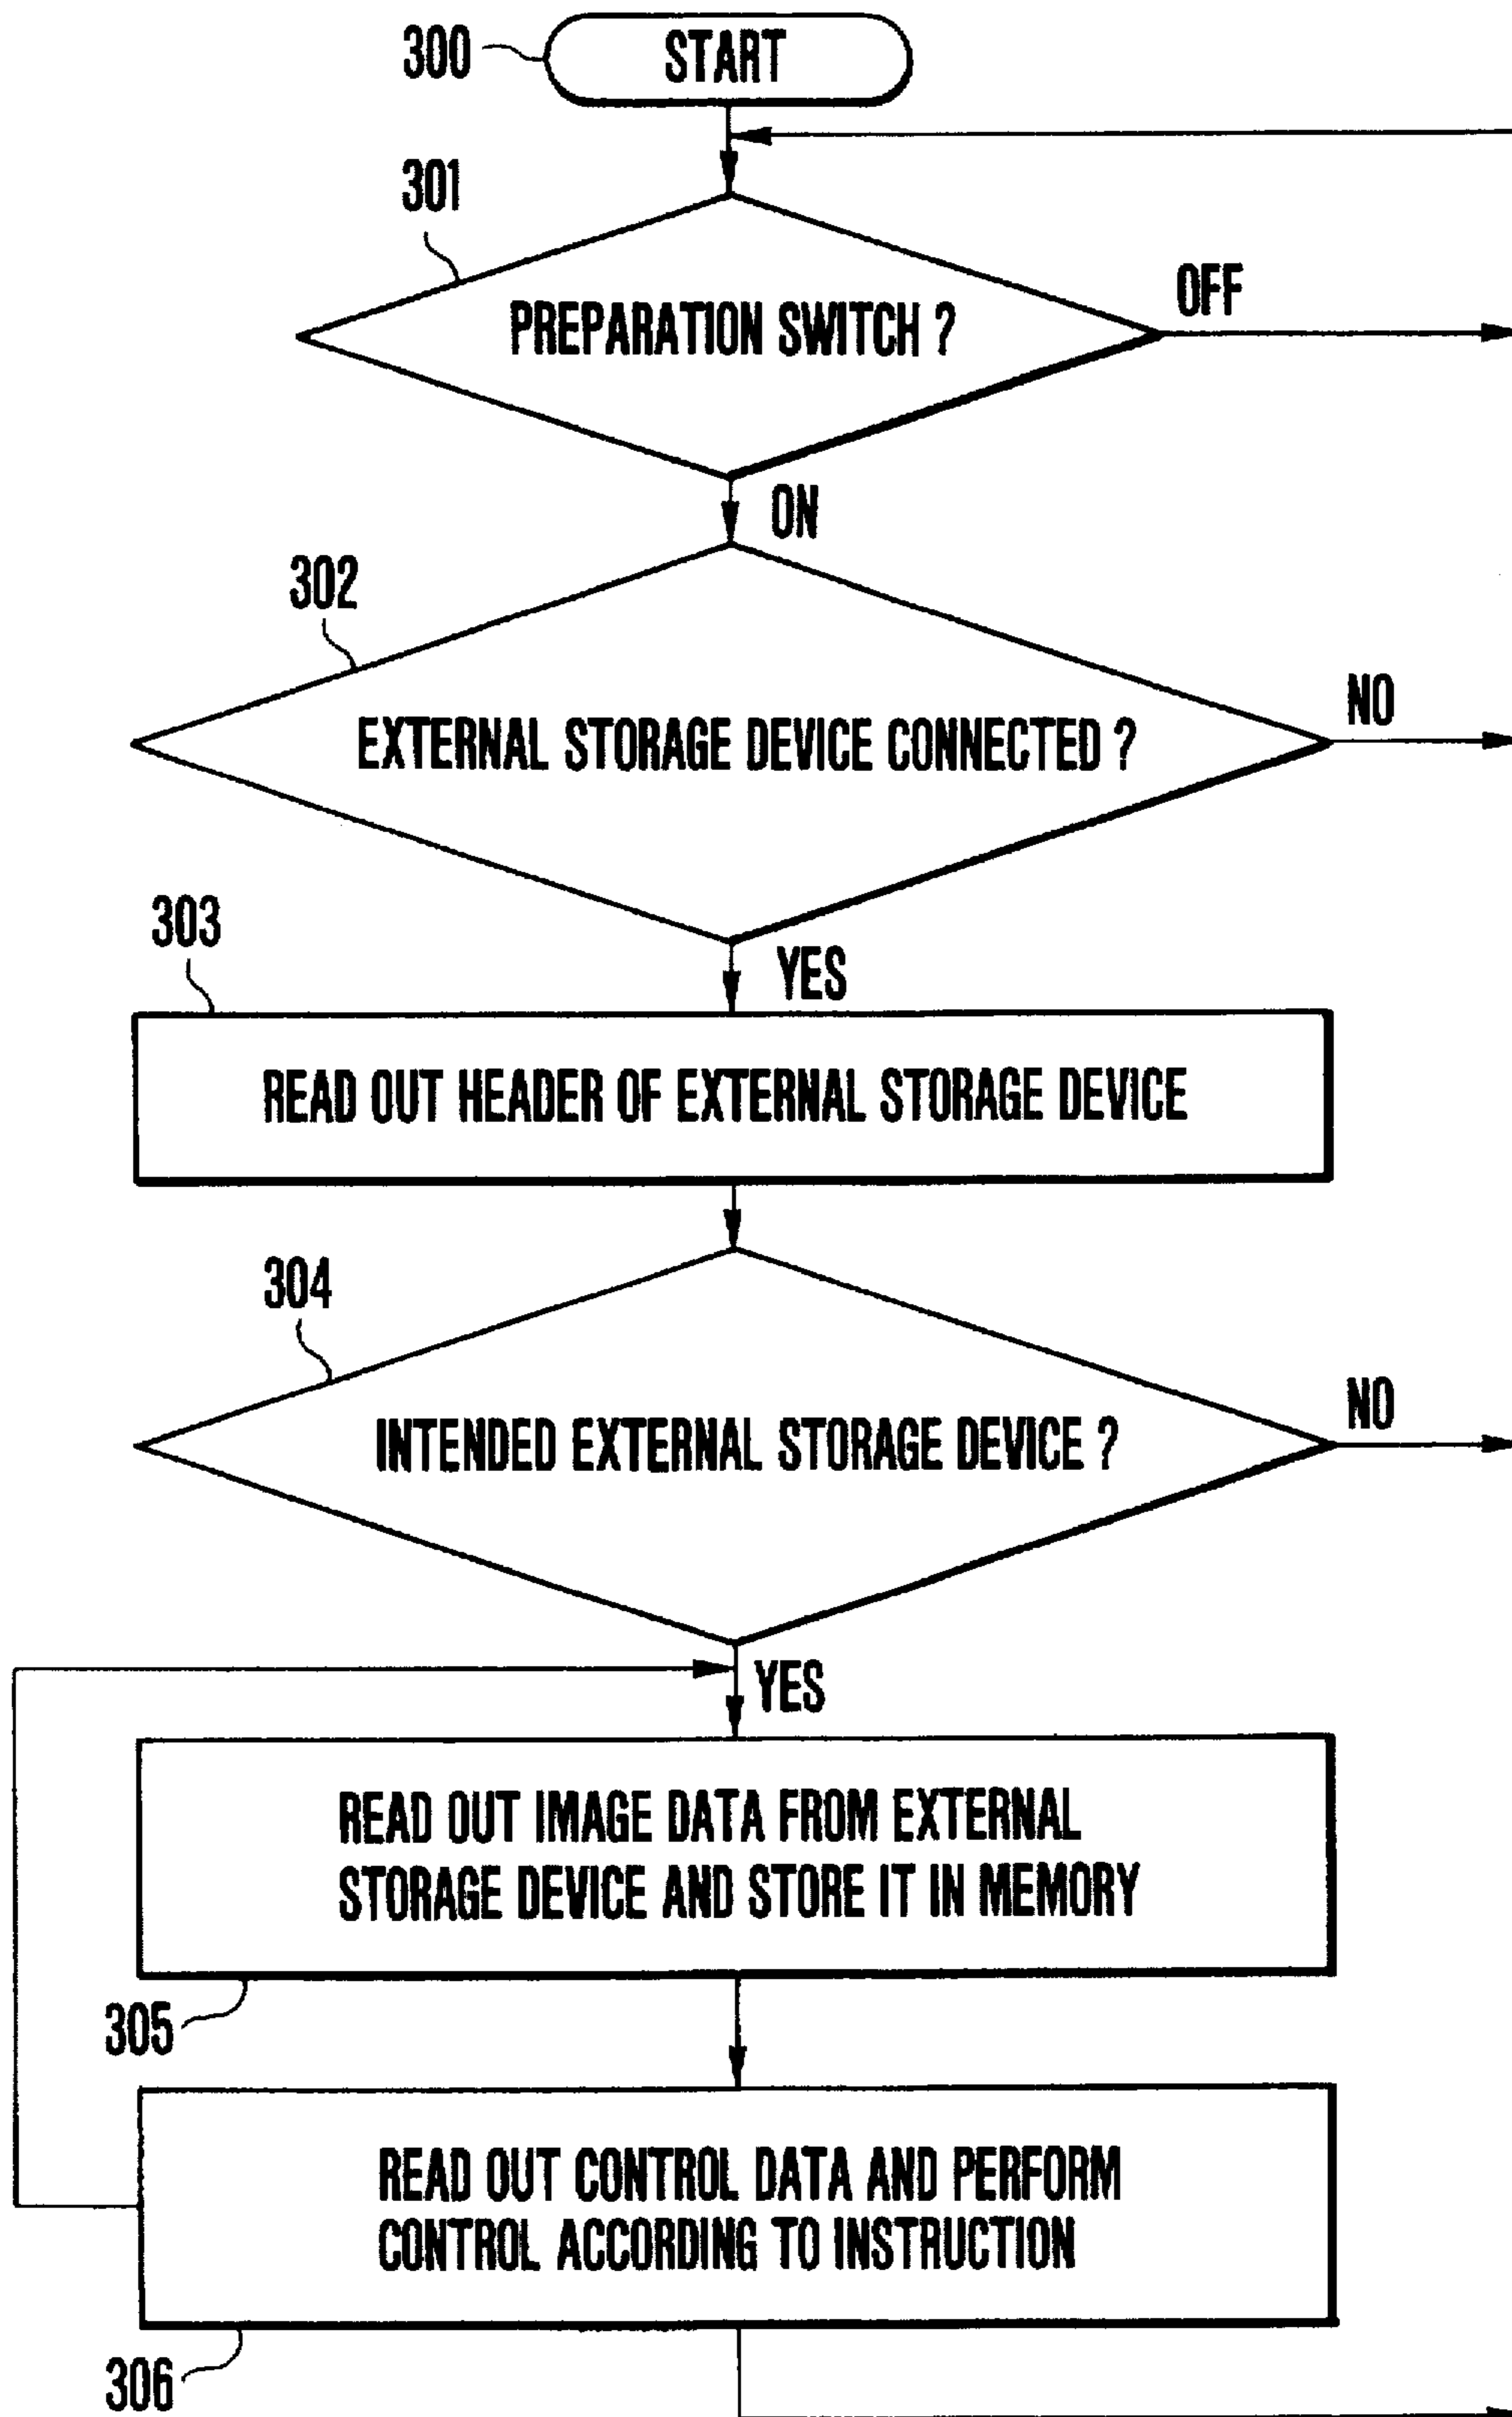 300
START
301
PREPARATION SWITCH ?
OFF
ON
302
EXTERNAL STORAGE DEVICE CONNECTED ?
NO
303
YES
READ OUT HEADER OF EXTERNAL STORAGE DEVICE
304
INTENDED EXTERNAL STORAGE DEVICE ?
NO
YES
READ OUT IMAGE DATA FROM EXTERNAL
STORAGE DEVICE AND STORE IT IN MEMORY
305
READ OUT CONTROL DATA AND PERFORM
CONTROL ACCORDING TO INSTRUCTION
306